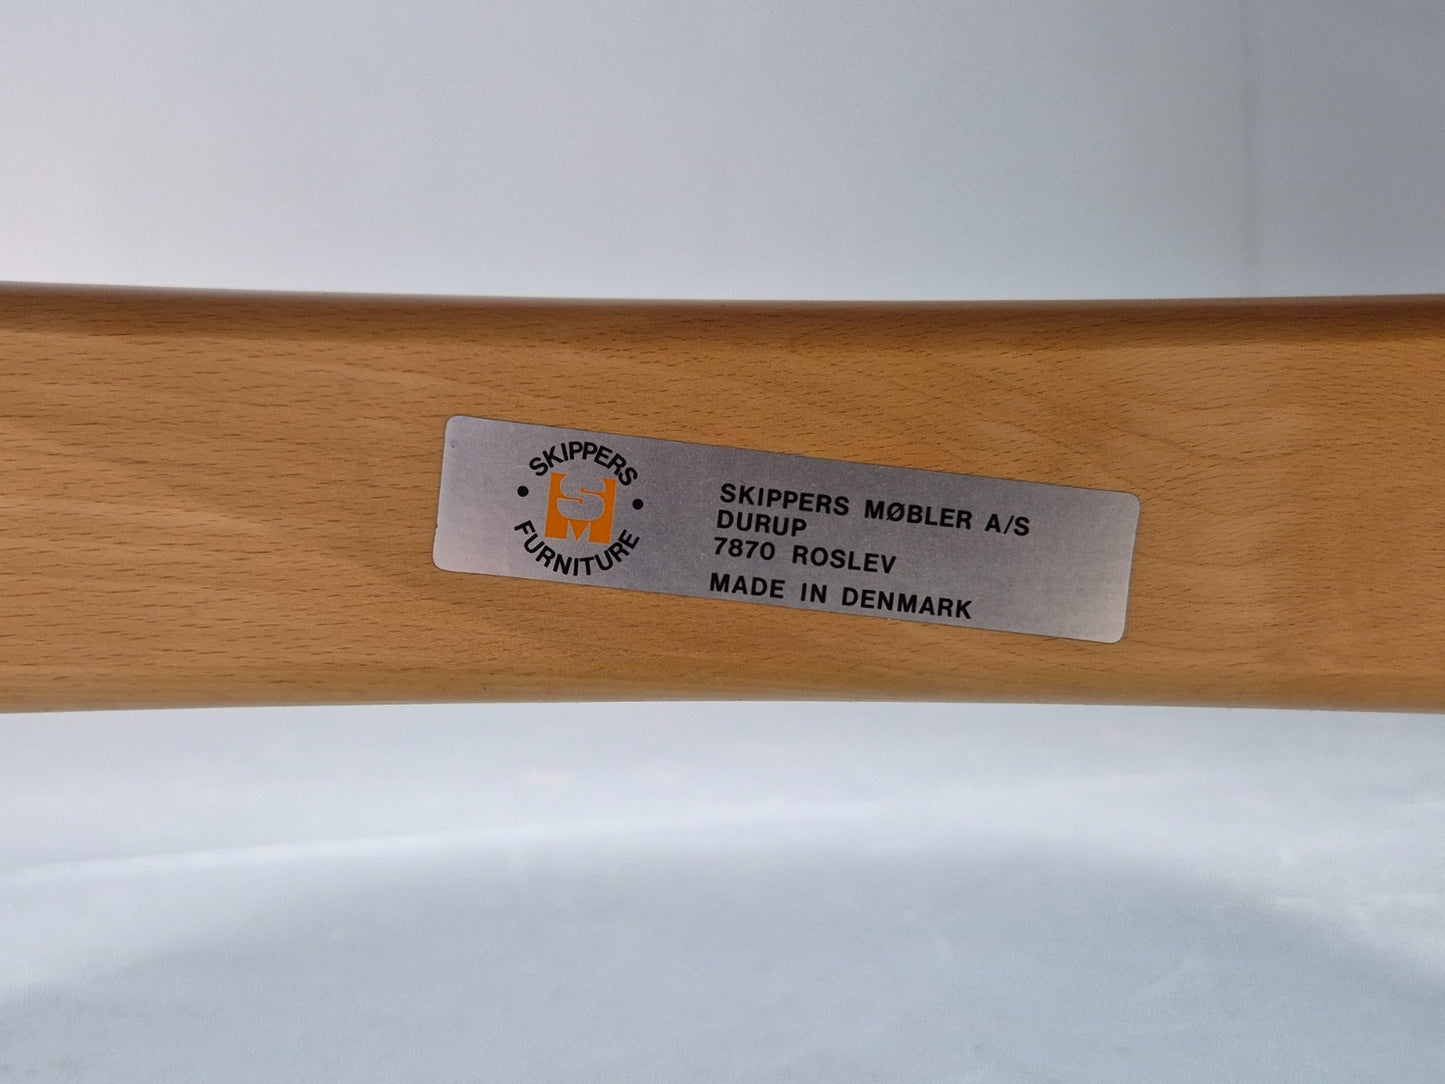 SKIPPERS
SM
FURNITURE
SKIPPERS MØBLER A/S
DURUP
7870 ROSLEV
MADE IN DENMARK